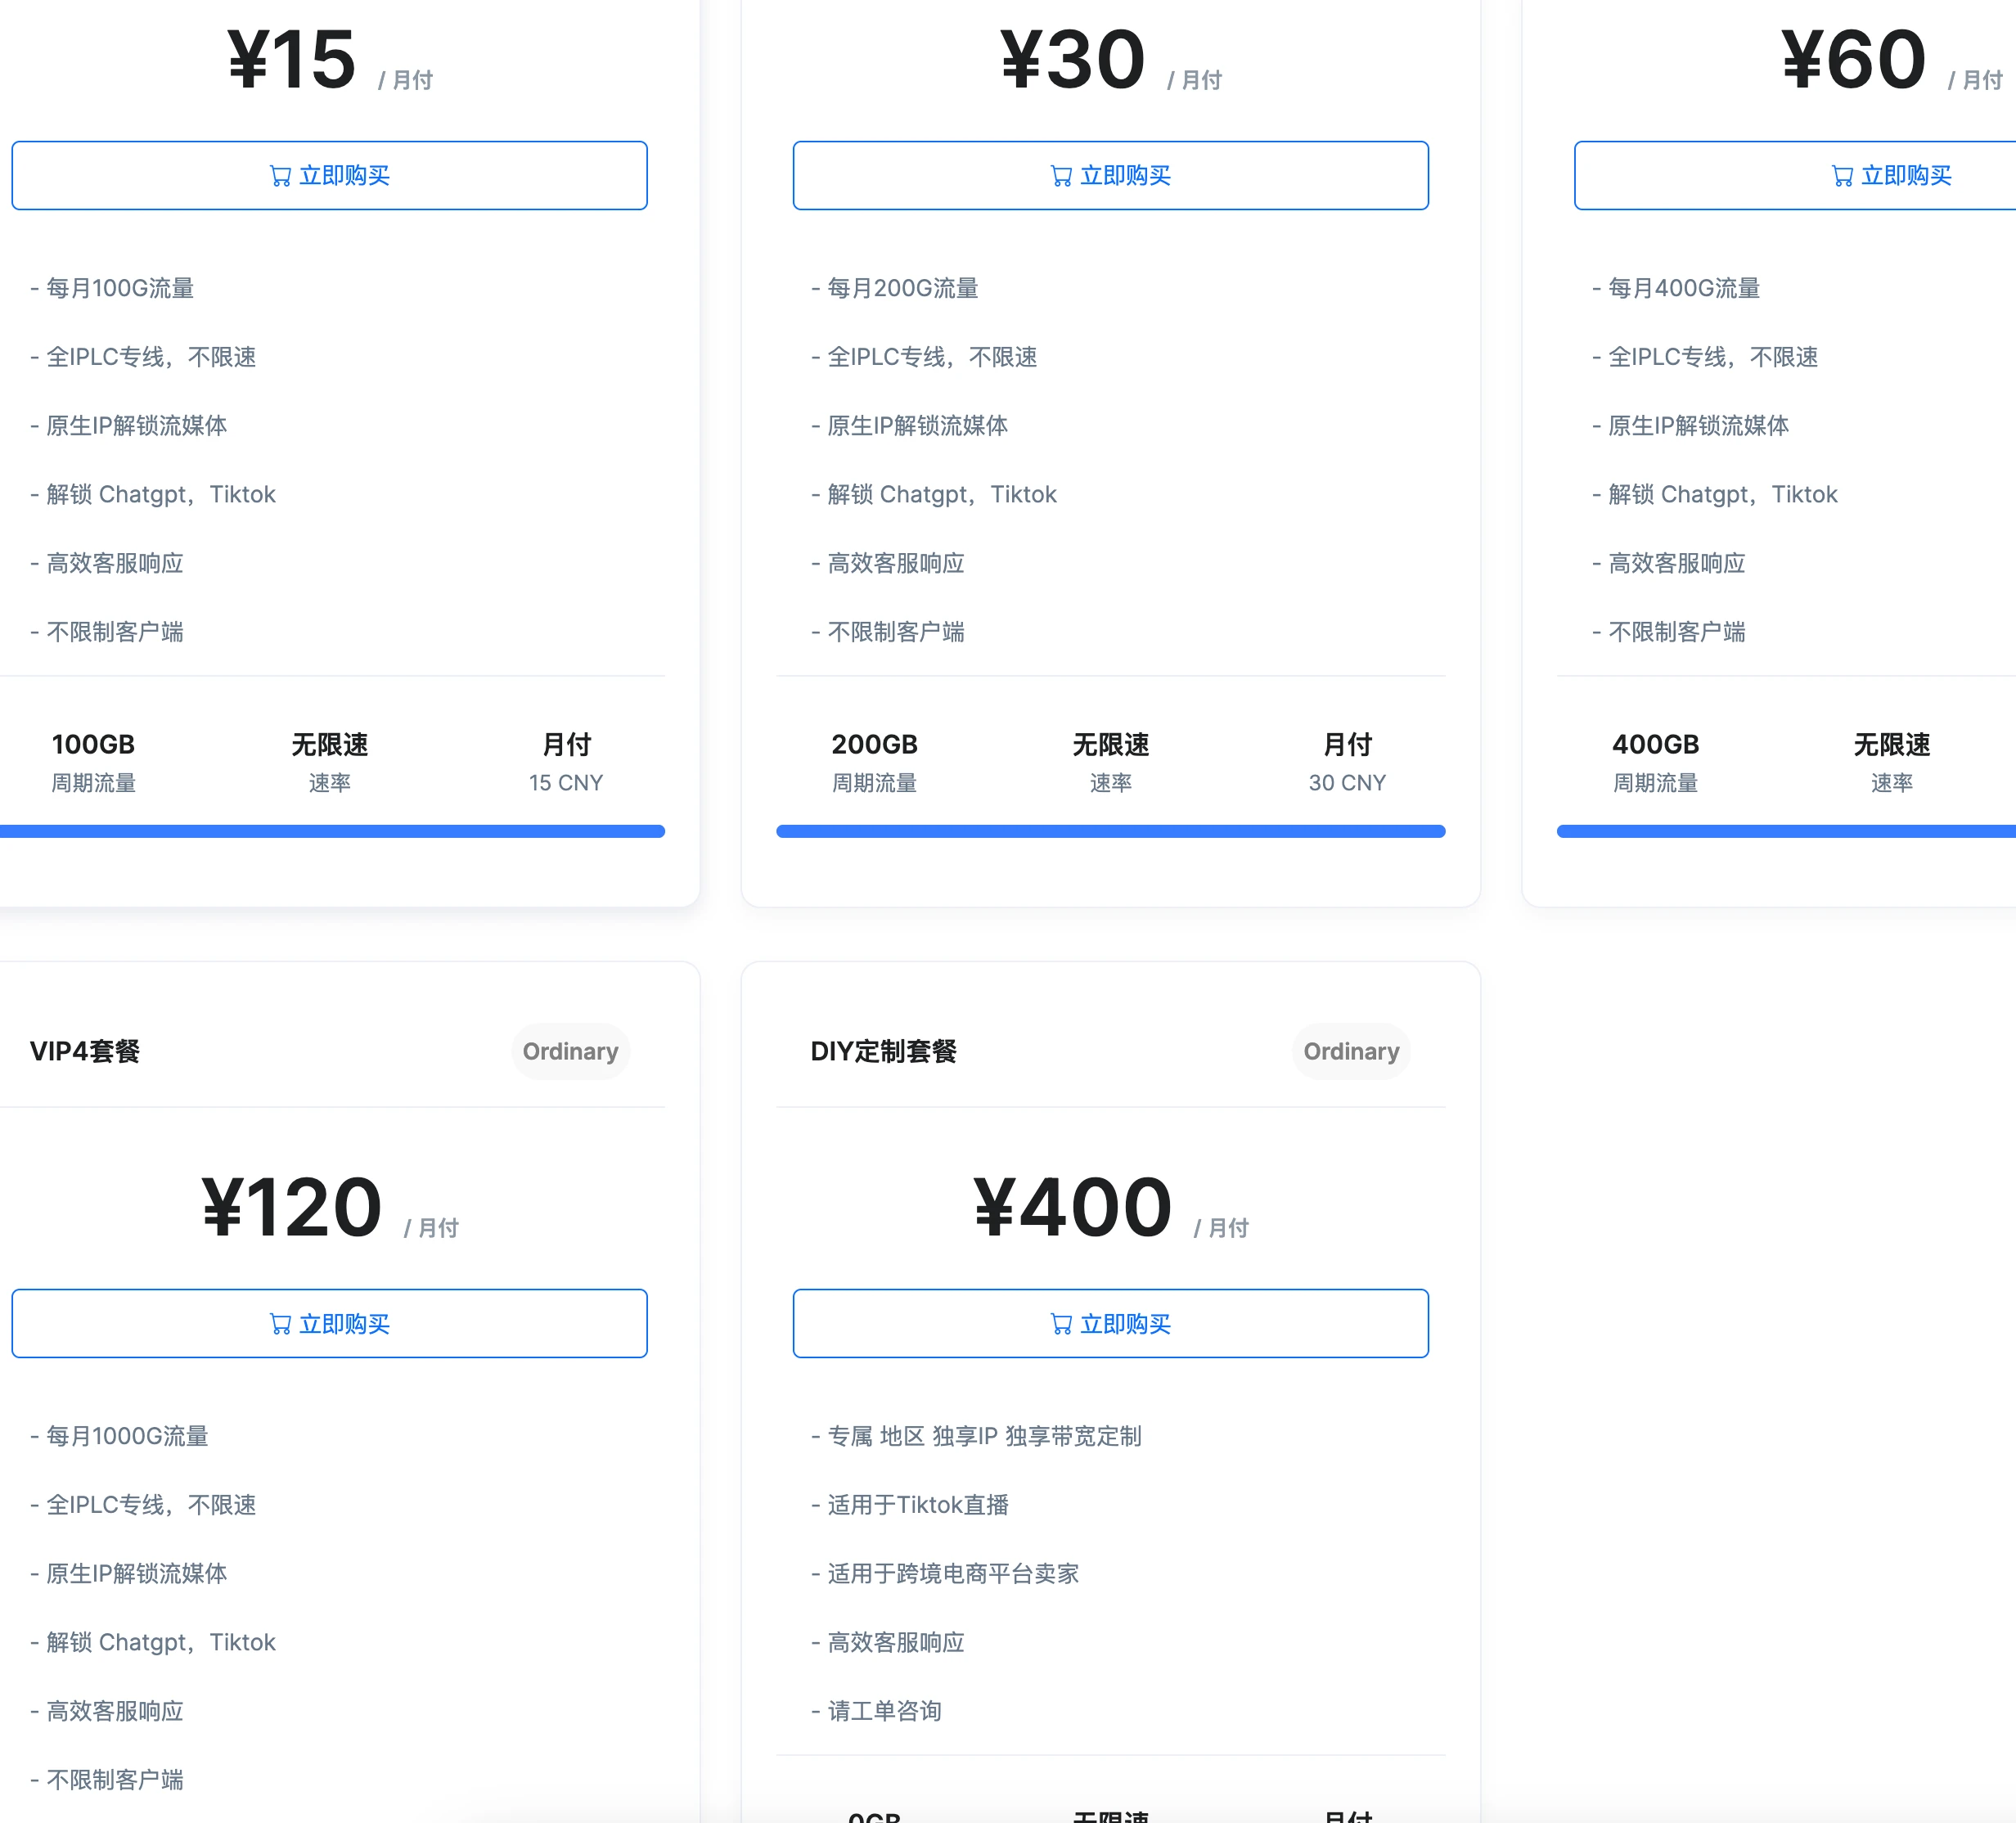 ¥15 / 月付
立即购买
- 每月100G流量
- 全IPLC专线，不限速
- 原生IP解锁流媒体
- 解锁 Chatgpt，Tiktok
- 高效客服响应
- 不限制客户端
100GB 无限速 月付
周期流量 速率 15 CNY
¥30 / 月付
立即购买
- 每月200G流量
- 全IPLC专线，不限速
- 原生IP解锁流媒体
- 解锁 Chatgpt，Tiktok
- 高效客服响应
- 不限制客户端
200GB 无限速 月付
周期流量 速率 30 CNY
¥60 / 月付
立即购买
- 每月400G流量
- 全IPLC专线，不限速
- 原生IP解锁流媒体
- 解锁 Chatgpt，Tiktok
- 高效客服响应
- 不限制客户端
400GB 无限速
周期流量 速率
VIP4套餐 Ordinary
¥120 / 月付
立即购买
- 每月1000G流量
- 全IPLC专线，不限速
- 原生IP解锁流媒体
- 解锁 Chatgpt，Tiktok
- 高效客服响应
- 不限制客户端
DIY定制套餐 Ordinary
¥400 / 月付
立即购买
- 专属 地区 独享IP 独享带宽定制
- 适用于Tiktok直播
- 适用于跨境电商平台卖家
- 高效客服响应
- 请工单咨询
0GB 无限速 月付